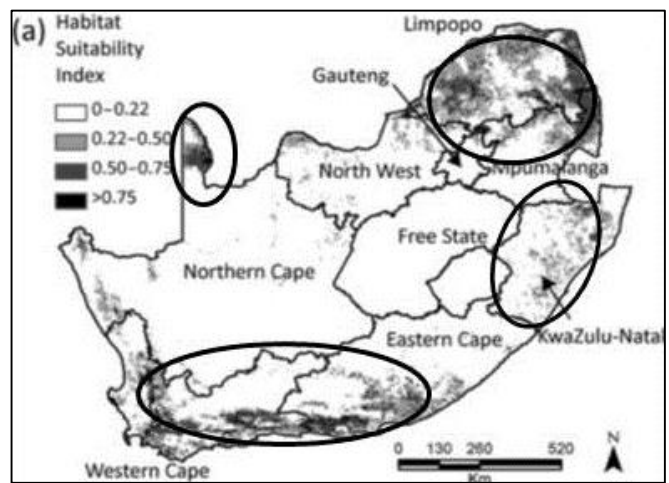 (a) Habitat
Suitability
Index
0–0.22
0.22–0.50
0.50–0.75
>0.75
Limpopo
Gauteng
North West
Mpumalanga
Free State
Northern Cape
KwaZulu-Natal
Eastern Cape
Western Cape
0 130 260 520
Km
N